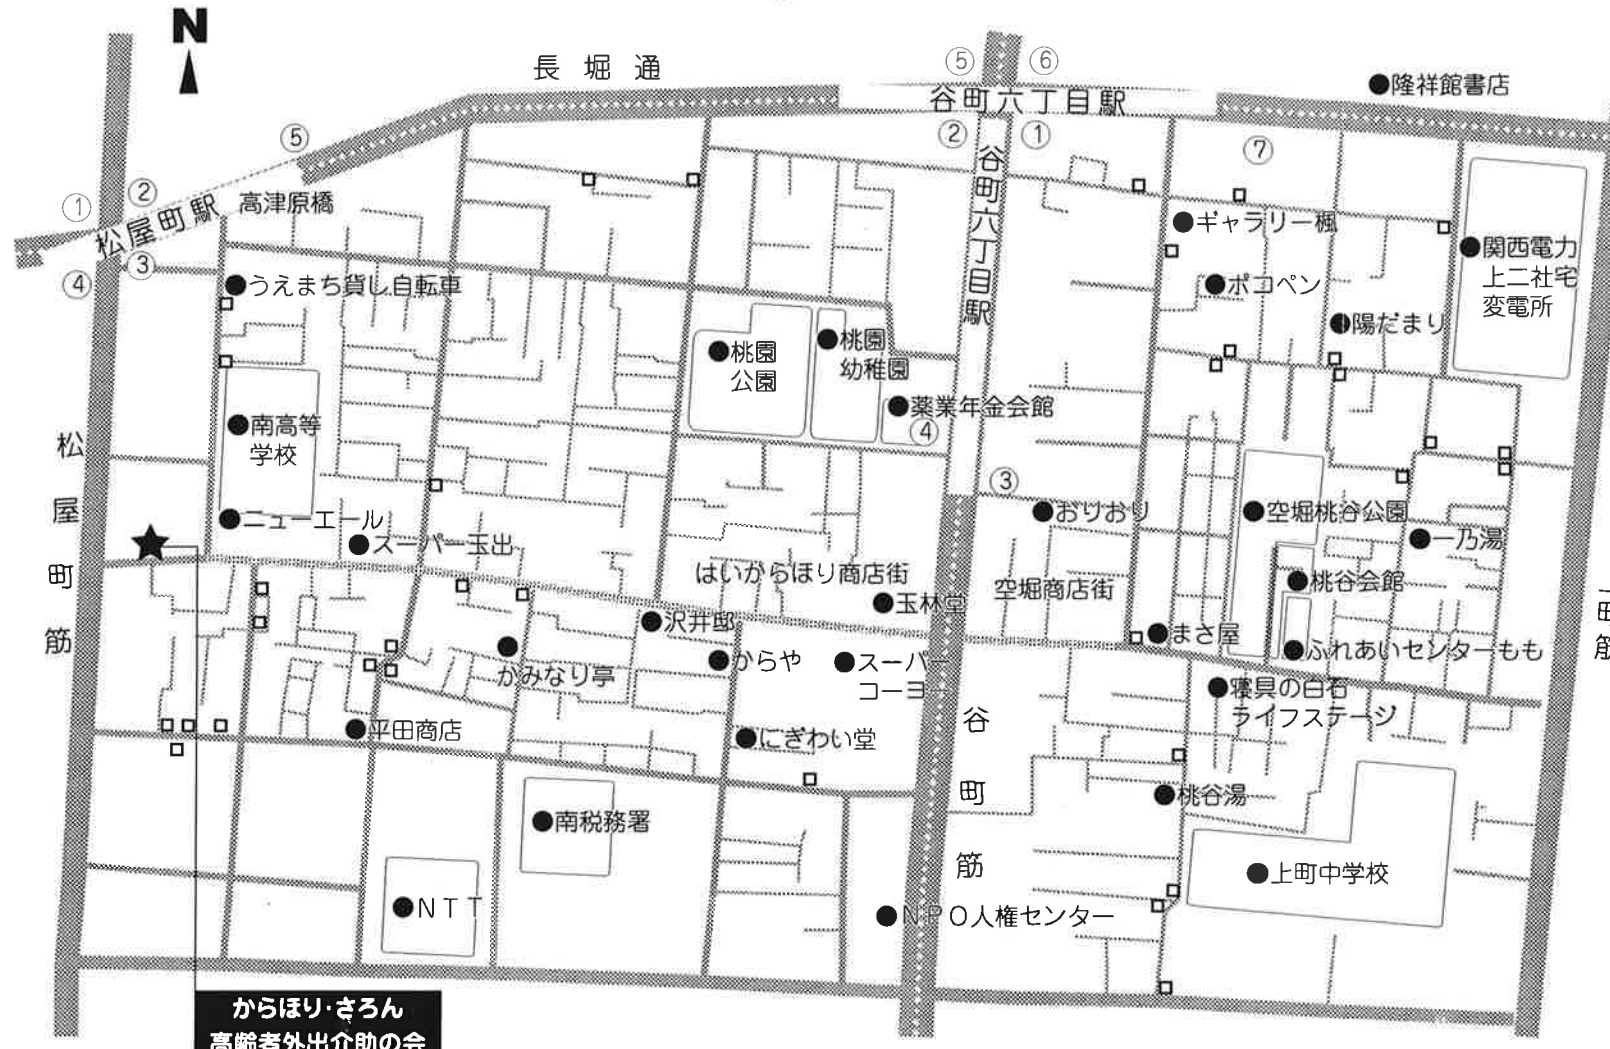 N
長堀通
⑤
⑥
谷町六丁目駅
●隆祥館書店
⑤
②
①
⑦
①
②
松屋町駅
高津原橋
③
④
谷町六丁目駅
●ギャラリー楓
●関西電力
上二社宅
変電所
●うえまち貸し自転車
●ポコペン
●陽だまり
●桃園
公園
●桃園
幼稚園
●薬業年金会館
④
●南高等
学校
松屋町筋
③
●ニューエール
●スーパー玉出
●おりおり
●空堀桃谷公園
●一乃湯
★
はいからほり商店街
空堀商店街
●桃谷会館
●玉林堂
●沢井邸
●まさ屋
●ふれあいセンターもも
●かみなり亭
●からや
●スーパー
コーヨー
●寝具の白石
ライフステージ
●平田商店
●にぎわい堂
谷町筋
●桃谷湯
●南税務署
●上町中学校
●NTT
●NPO人権センター
からほり・さろん
高齢者外出介助の会